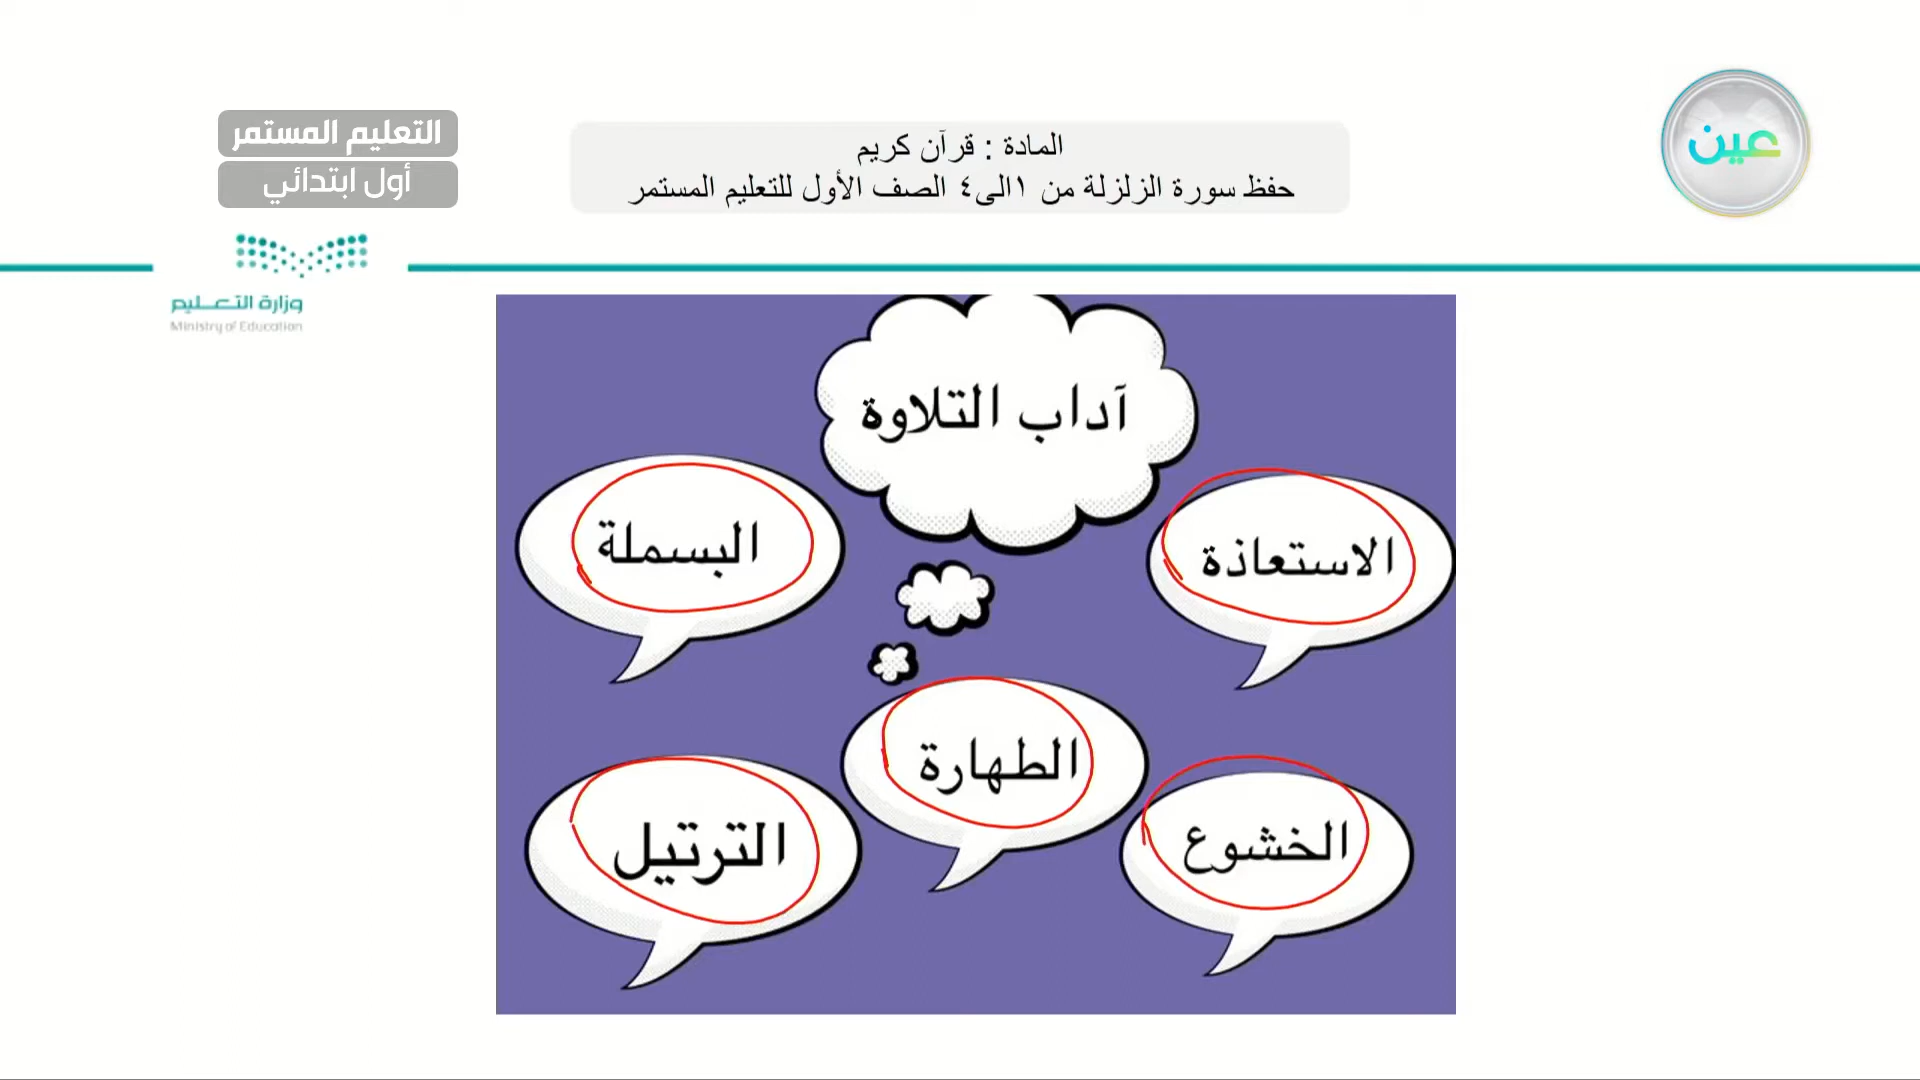 التعليم المستمر
أول ابتدائي
المادة : قرآن كريم
حفظ سورة الزلزلة من ١الى٤ الصف الأول للتعليم المستمر
عين
وزارة التعـــليم
Ministry of Education
آداب التلاوة
الاستعاذة
البسملة
الطهارة
الخشوع
الترتيل